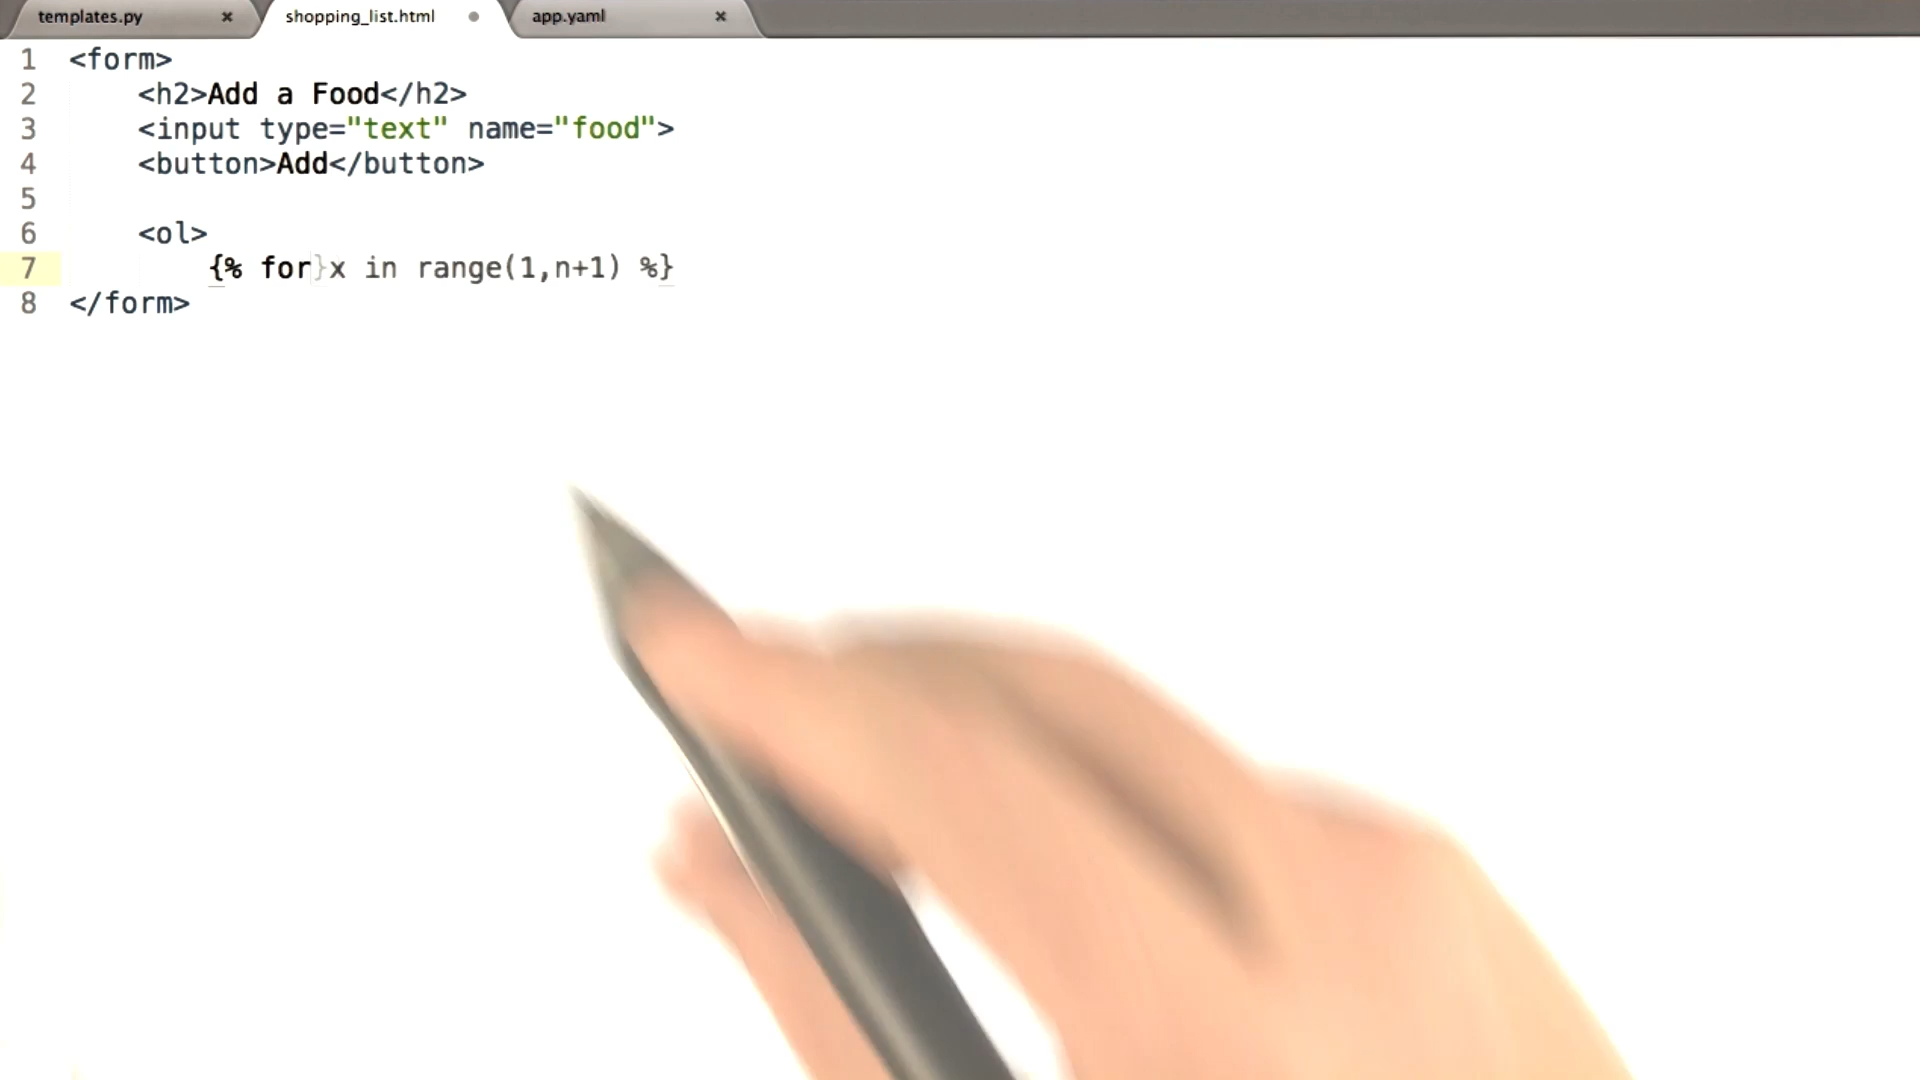 templates.py × shopping_list.html app.yaml ×
1 <form>
2 <h2>Add a Food</h2>
3 <input type="text" name="food">
4 <button>Add</button>
5
6 <ol>
7 {% for}x in range(1,n+1) %}
8 </form>